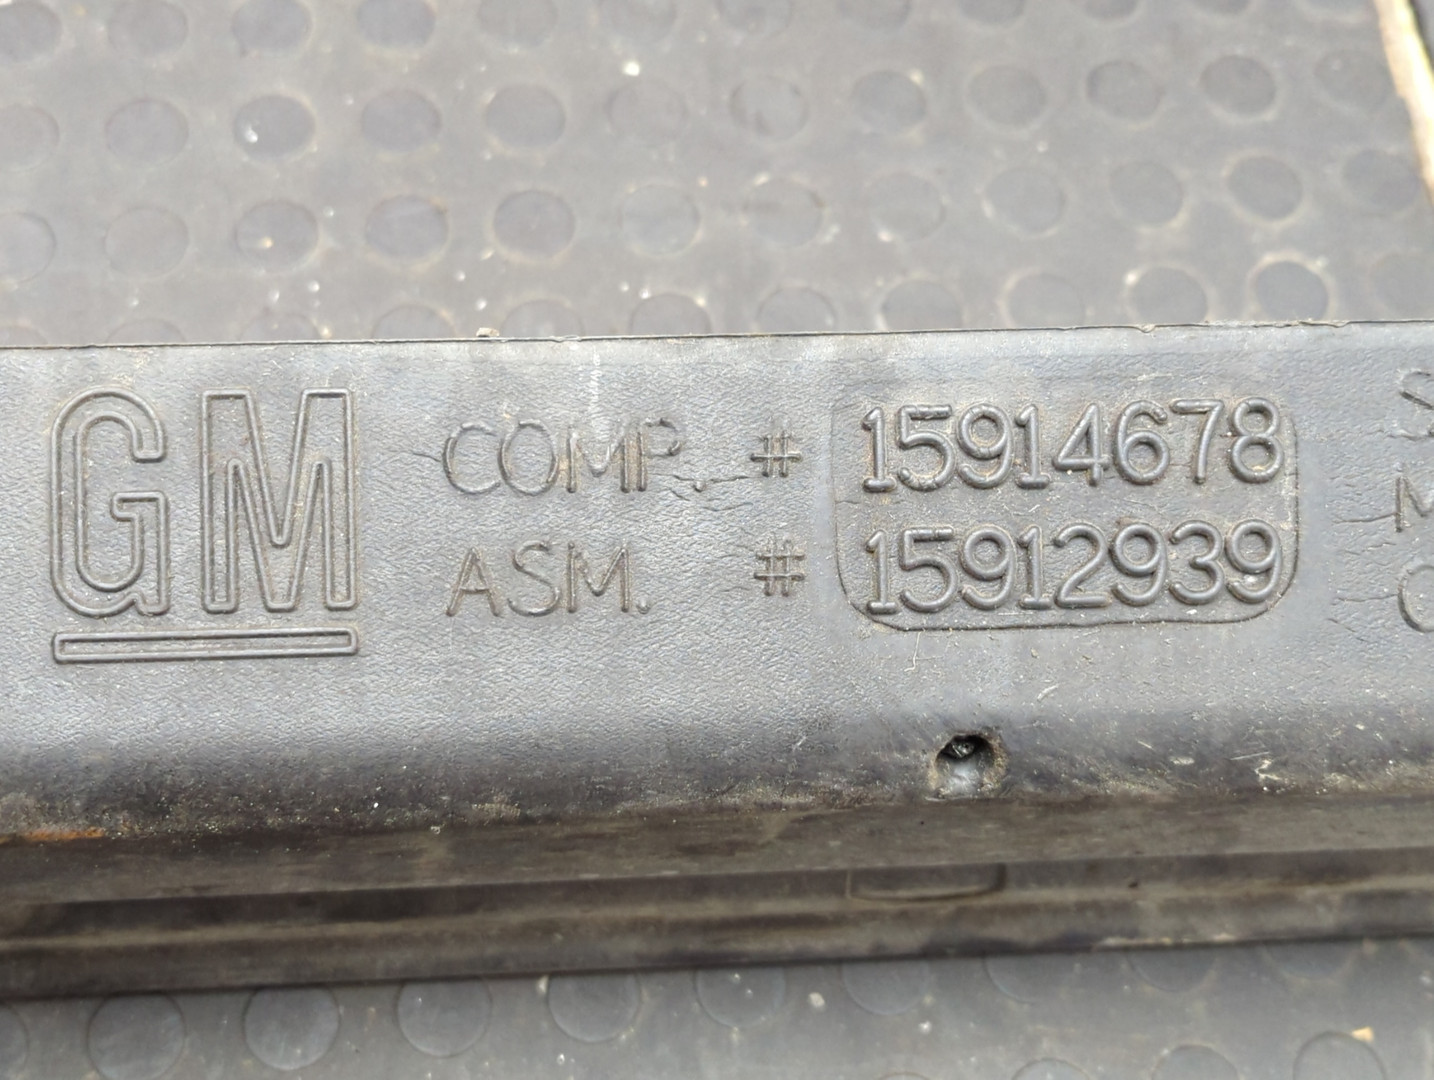 GM
COMP. # 15914678
ASM. # 15912939